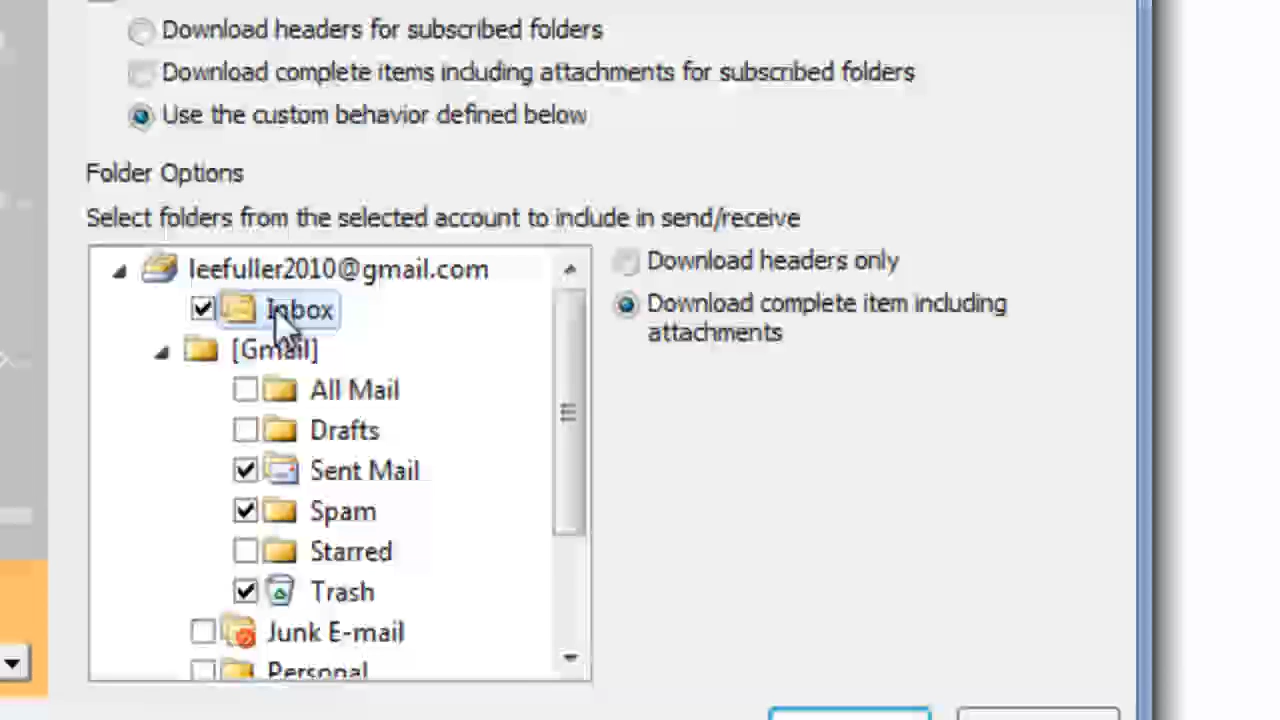 Download headers for subscribed folders
Download complete items including attachments for subscribed folders
Use the custom behavior defined below
Folder Options
Select folders from the selected account to include in send/receive
leefuller2010@gmail.com
Download headers only
Inbox
Download complete item including
attachments
[Gmail]
All Mail
Drafts
Sent Mail
Spam
Starred
Trash
Junk E-mail
Personal